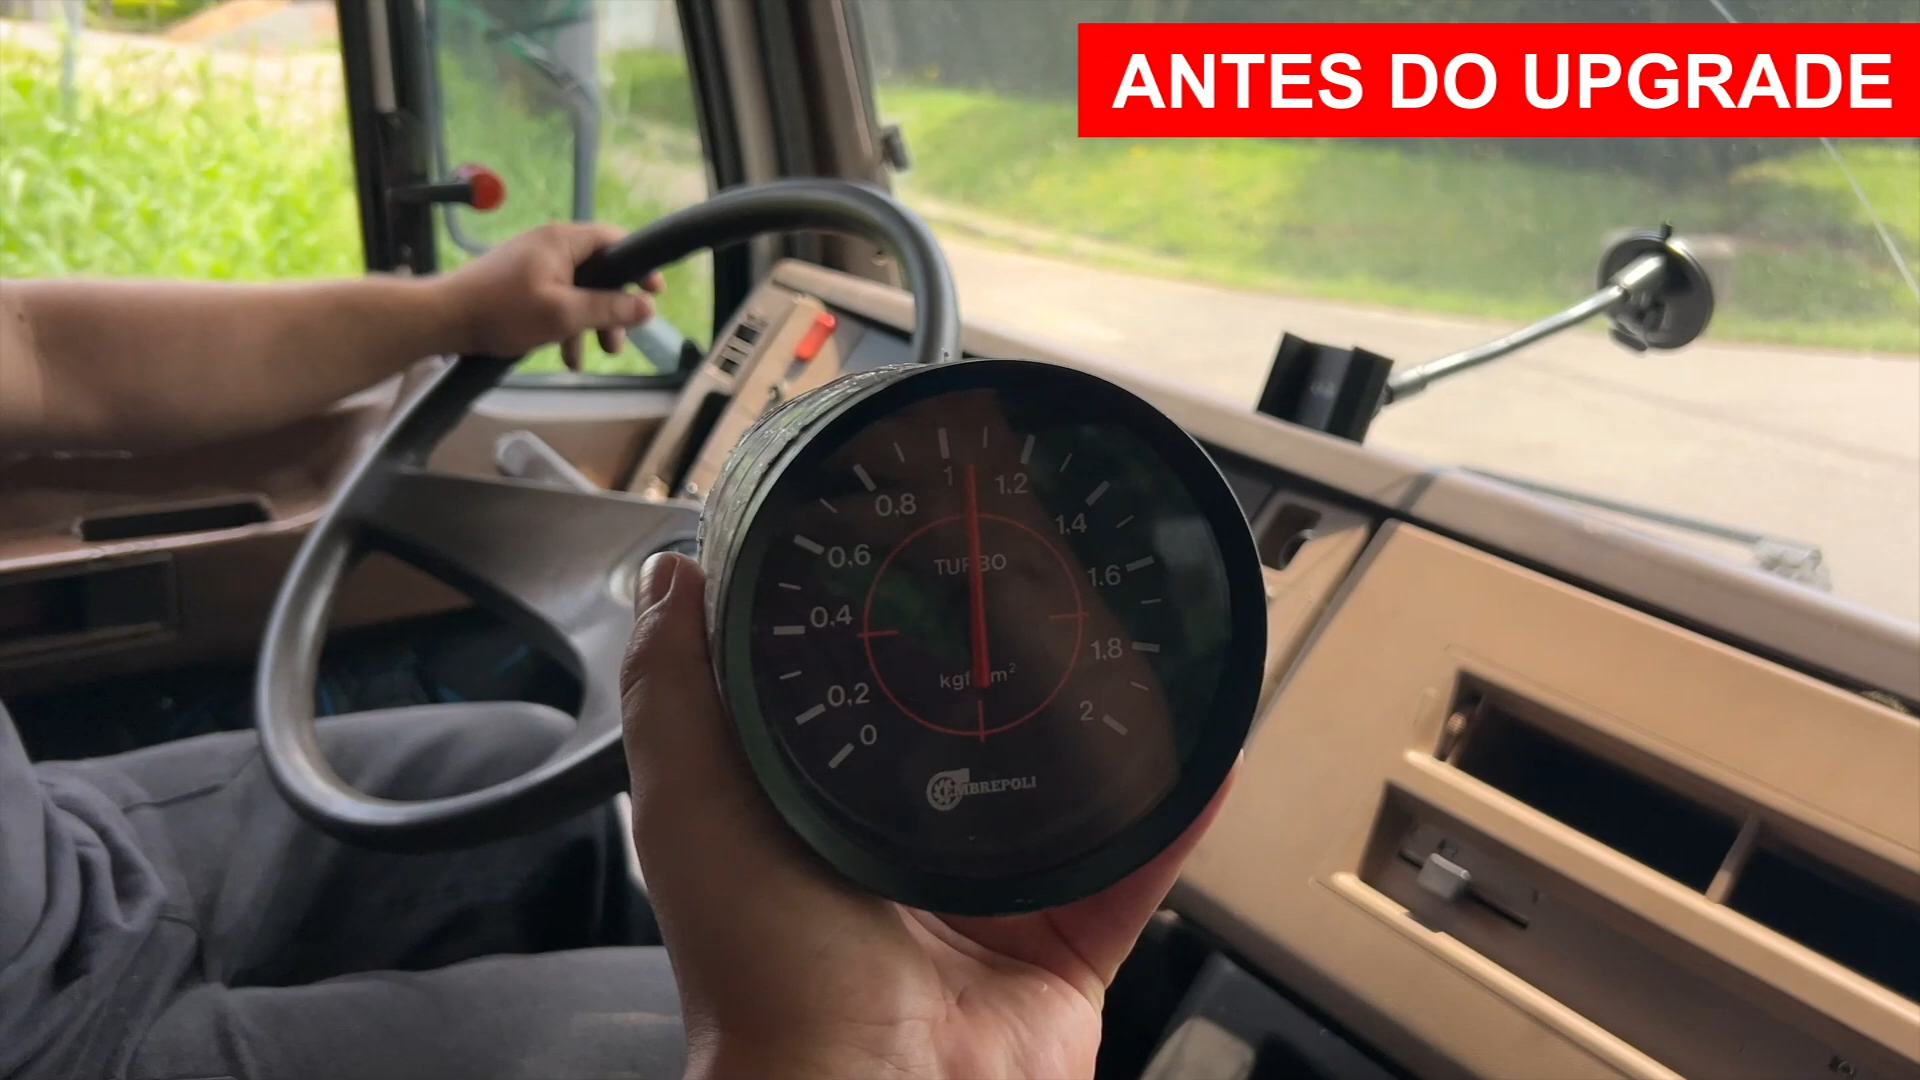 ANTES DO UPGRADE
1
1.2
0,8
1.4
0,6
TURBO
1.6
0,4
1,8
kgf m²
0,2
2
0
EMBREPOLI